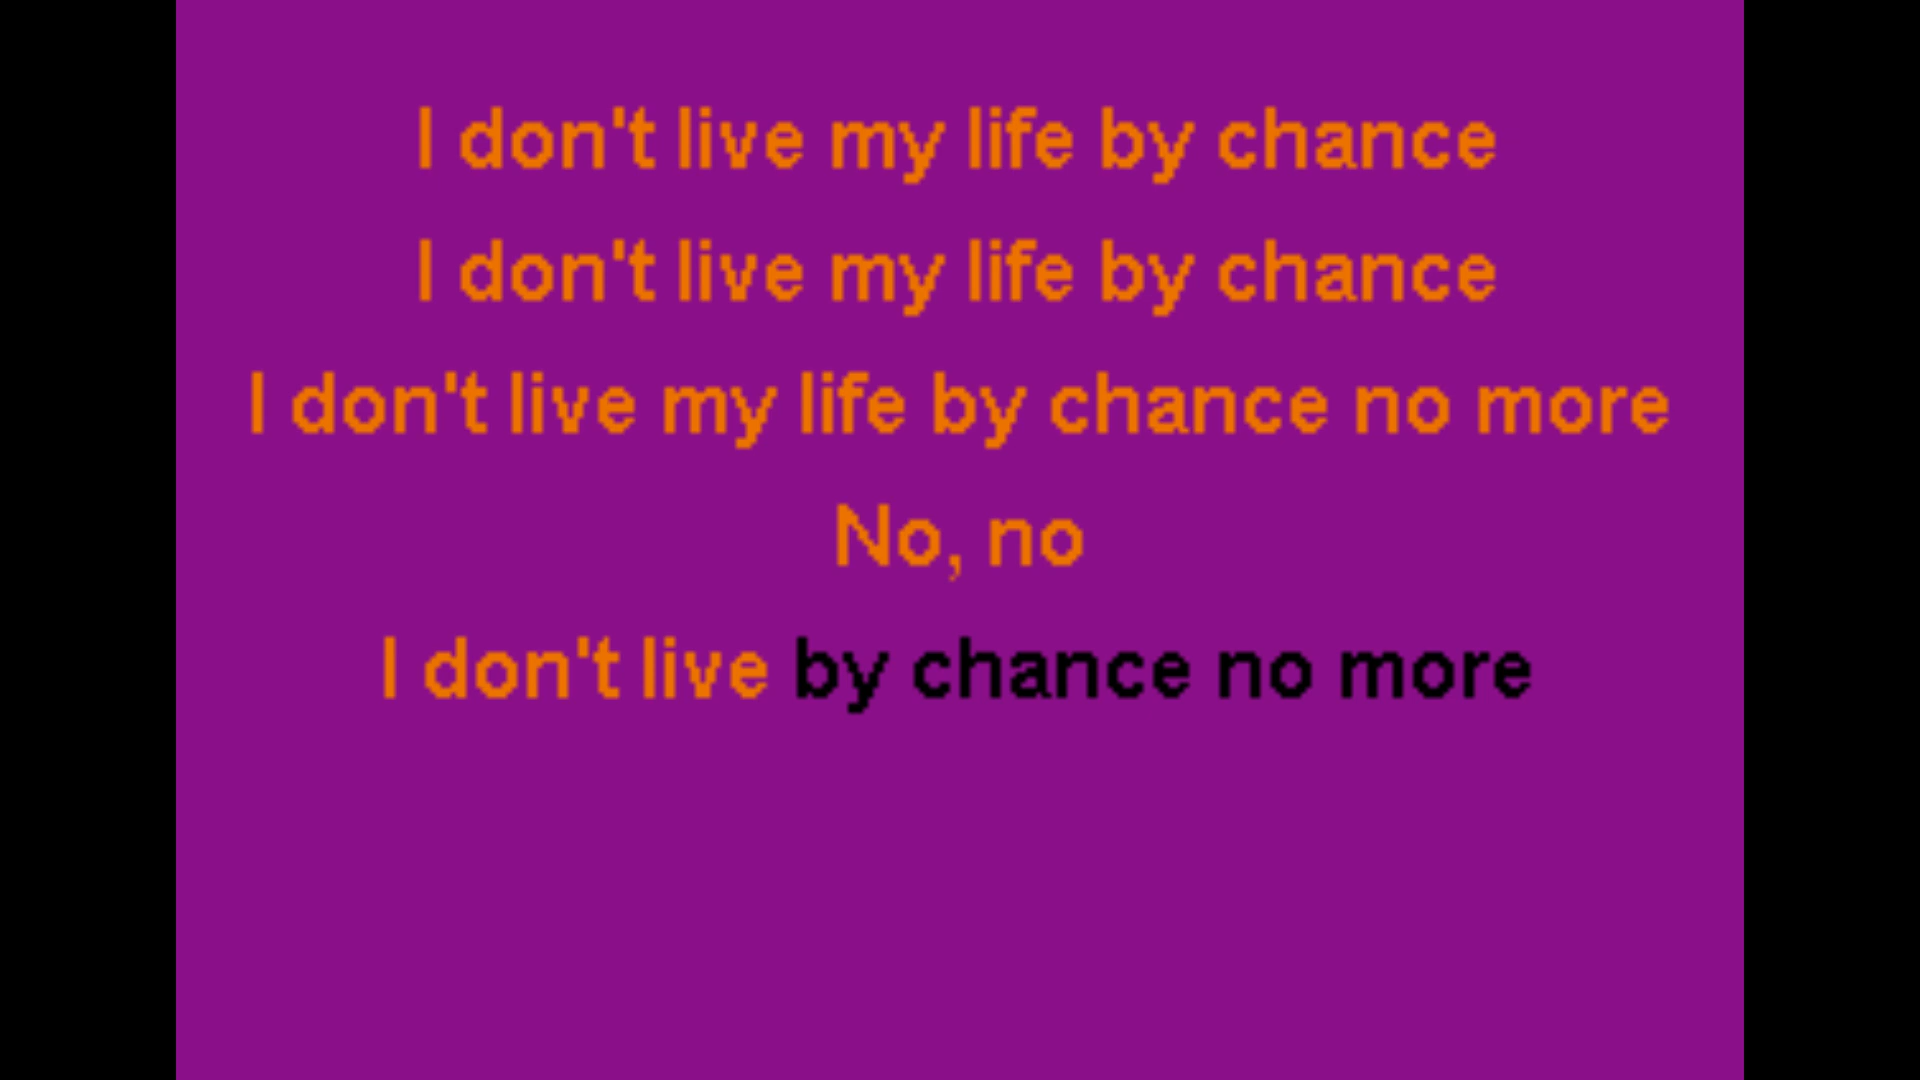 I don't live my life by chance
I don't live my life by chance
I don't live my life by chance no more
No, no
I don't live by chance no more